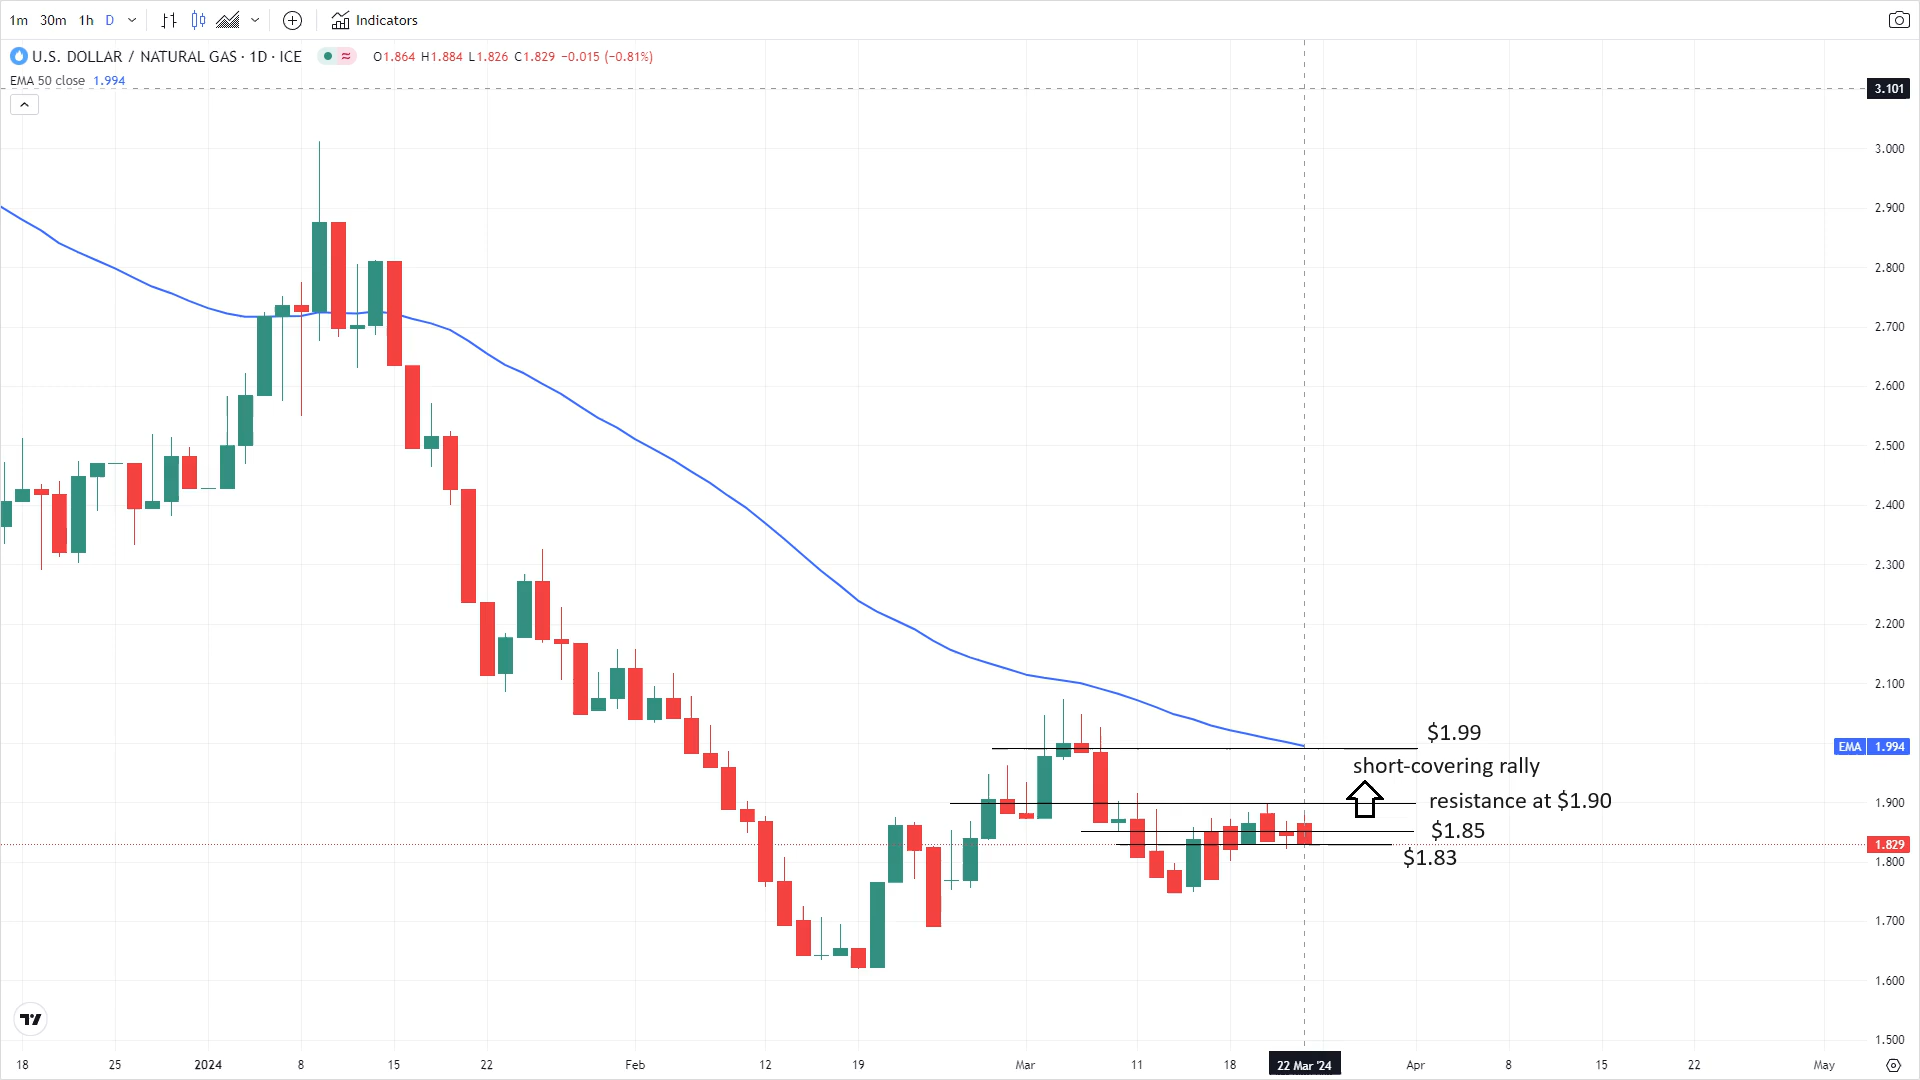 1m 30m 1h D Indicators
U.S. DOLLAR / NATURAL GAS · 1D · ICE O1.864 H1.884 L1.826 C1.829 −0.015 (−0.81%)
EMA 50 close 1.994
3.101
3.000
2.900
2.800
2.700
2.600
2.500
2.400
2.300
2.200
2.100
$1.99
EMA 1.994
short-covering rally
resistance at $1.90
1.900
$1.85
1.829
$1.83
1.800
1.700
1.600
1.500
18 25 2024 8 15 22 Feb 12 19 Mar 11 18 22 Mar '24 Apr 8 15 22 May